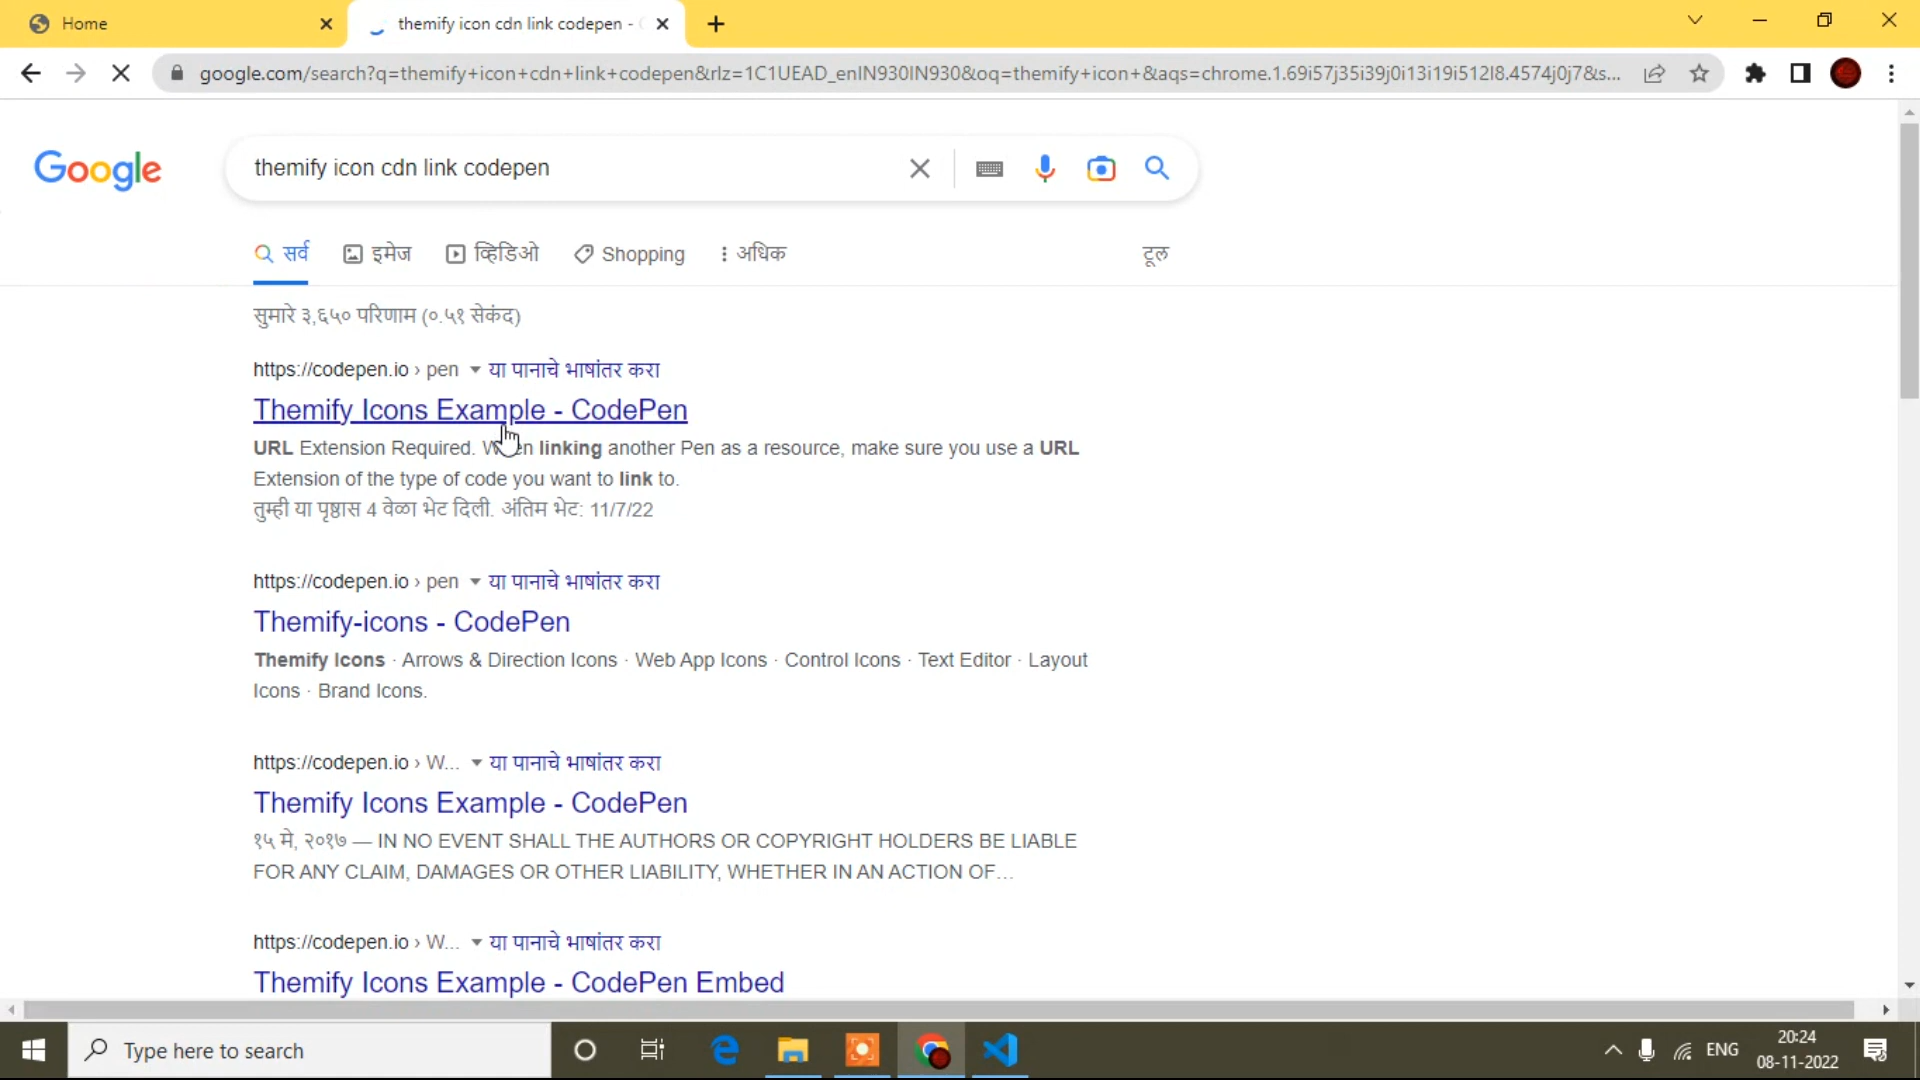 Home
themify icon cdn link codepen -
google.com/search?q=themify+icon+cdn+link+codepen&rlz=1C1UEAD_enIN930IN930&oq=themify+icon+&aqs=chrome.1.69i57j35i39j0i13i19i512l8.4574j0j7&s...
Google
themify icon cdn link codepen
सर्व इमेज व्हिडिओ Shopping अधिक टूल
सुमारे ३,६५० परिणाम (०.५१ सेकंद)
https://codepen.io › pen या पानाचे भाषांतर करा
Themify Icons Example - CodePen
URL Extension Required. When linking another Pen as a resource, make sure you use a URL
Extension of the type of code you want to link to.
तुम्ही या पृष्ठास 4 वेळा भेट दिली. अंतिम भेट: 11/7/22
https://codepen.io › pen या पानाचे भाषांतर करा
Themify-icons - CodePen
Themify Icons · Arrows & Direction Icons · Web App Icons · Control Icons · Text Editor · Layout
Icons · Brand Icons.
https://codepen.io › W... या पानाचे भाषांतर करा
Themify Icons Example - CodePen
१५ मे, २०१७ — IN NO EVENT SHALL THE AUTHORS OR COPYRIGHT HOLDERS BE LIABLE
FOR ANY CLAIM, DAMAGES OR OTHER LIABILITY, WHETHER IN AN ACTION OF...
https://codepen.io › W... या पानाचे भाषांतर करा
Themify Icons Example - CodePen Embed
Type here to search
ENG
20:24
08-11-2022